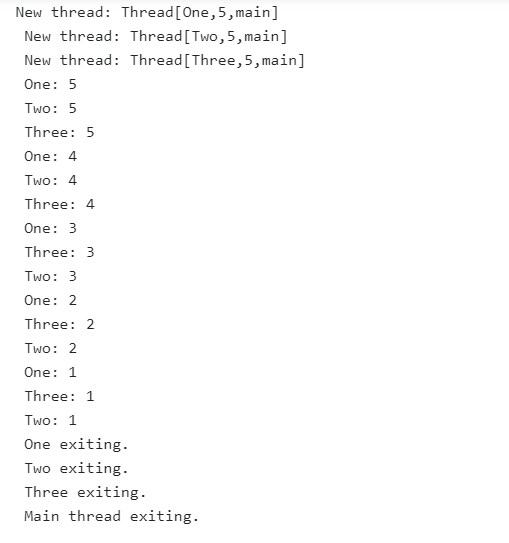 New thread: Thread[One,5,main]
New thread: Thread[Two,5,main]
New thread: Thread[Three,5,main]
One: 5
Two: 5
Three: 5
One: 4
Two: 4
Three: 4
One: 3
Three: 3
Two: 3
One: 2
Three: 2
Two: 2
One: 1
Three: 1
Two: 1
One exiting.
Two exiting.
Three exiting.
Main thread exiting.